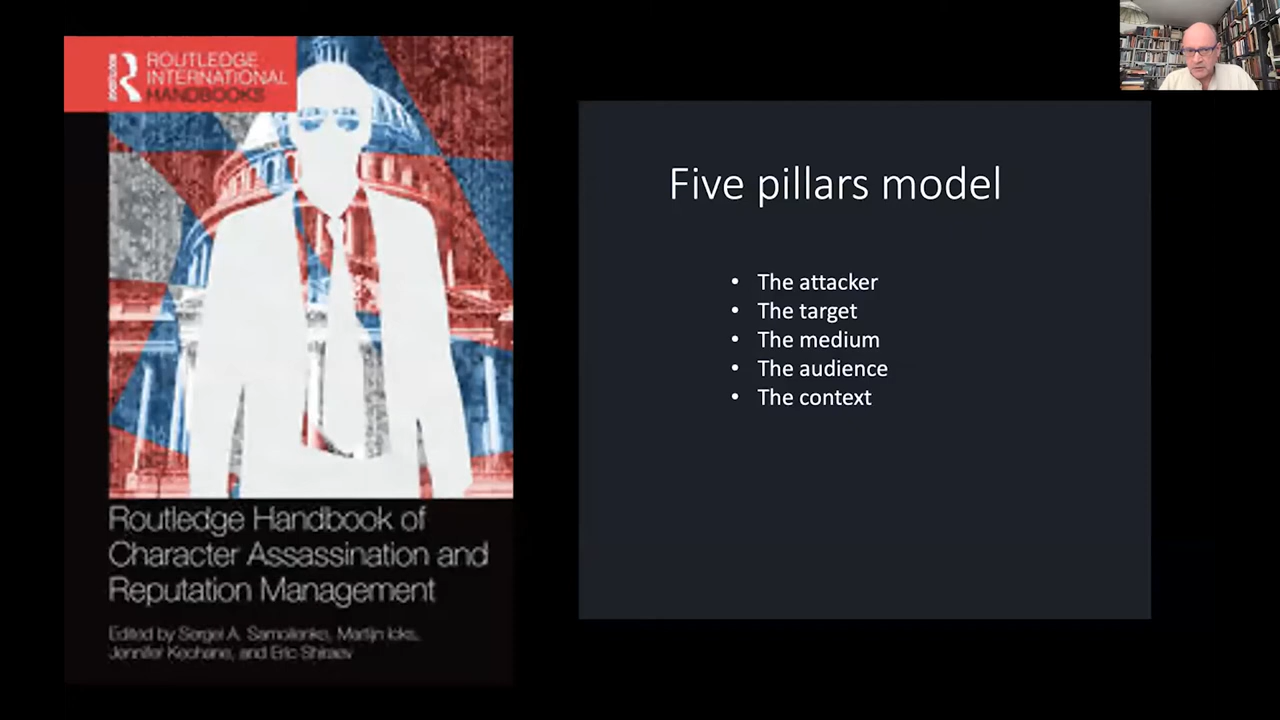 ROUTLEDGE
INTERNATIONAL
HANDBOOKS
Routledge Handbook of
Character Assassination and
Reputation Management
Edited by Sergei A. Samoilenko, Martijn Icks,
Jennifer Keohane, and Eric Shiraev
Five pillars model
• The attacker
• The target
• The medium
• The audience
• The context